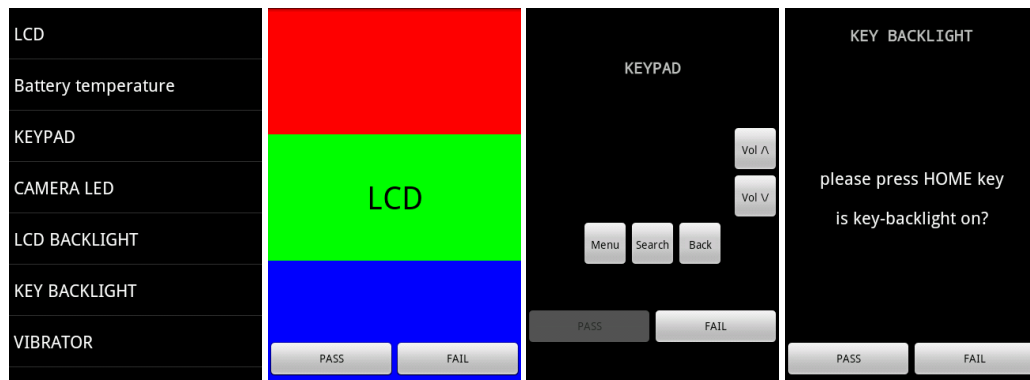 LCD
Battery temperature
KEYPAD
CAMERA LED
LCD BACKLIGHT
KEY BACKLIGHT
VIBRATOR
LCD
PASS FAIL
KEYPAD
Vol /\
Vol \/
Menu Search Back
PASS FAIL
KEY BACKLIGHT
please press HOME key
is key-backlight on?
PASS FAIL